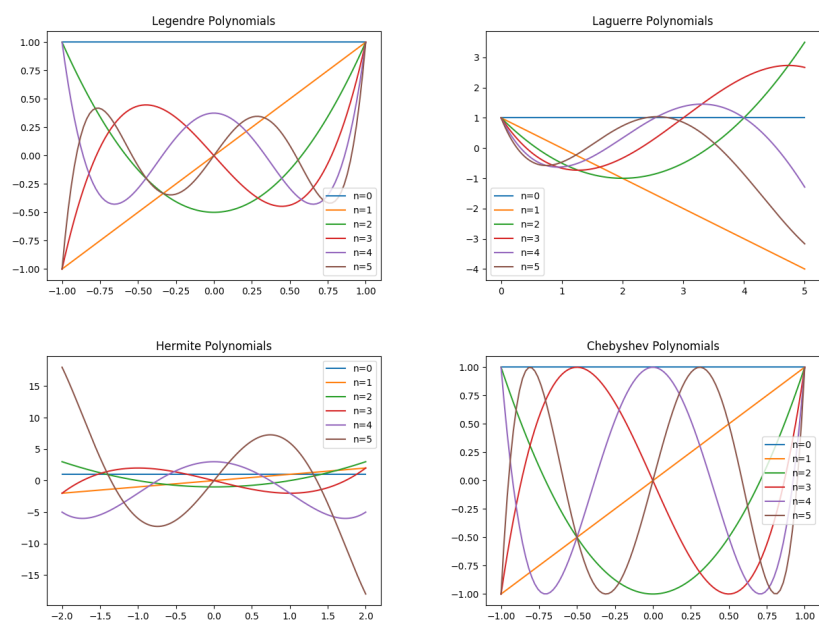 Legendre Polynomials
1.00
0.75
0.50
0.25
0.00
−0.25
−0.50
−0.75
−1.00
n=0
n=1
n=2
n=3
n=4
n=5
−1.00 −0.75 −0.50 −0.25 0.00 0.25 0.50 0.75 1.00
Laguerre Polynomials
3
2
1
0
−1
−2
−3
−4
n=0
n=1
n=2
n=3
n=4
n=5
0 1 2 3 4 5
Hermite Polynomials
15
10
5
0
−5
−10
−15
n=0
n=1
n=2
n=3
n=4
n=5
−2.0 −1.5 −1.0 −0.5 0.0 0.5 1.0 1.5 2.0
Chebyshev Polynomials
1.00
0.75
0.50
0.25
0.00
−0.25
−0.50
−0.75
−1.00
n=0
n=1
n=2
n=3
n=4
n=5
−1.00 −0.75 −0.50 −0.25 0.00 0.25 0.50 0.75 1.00